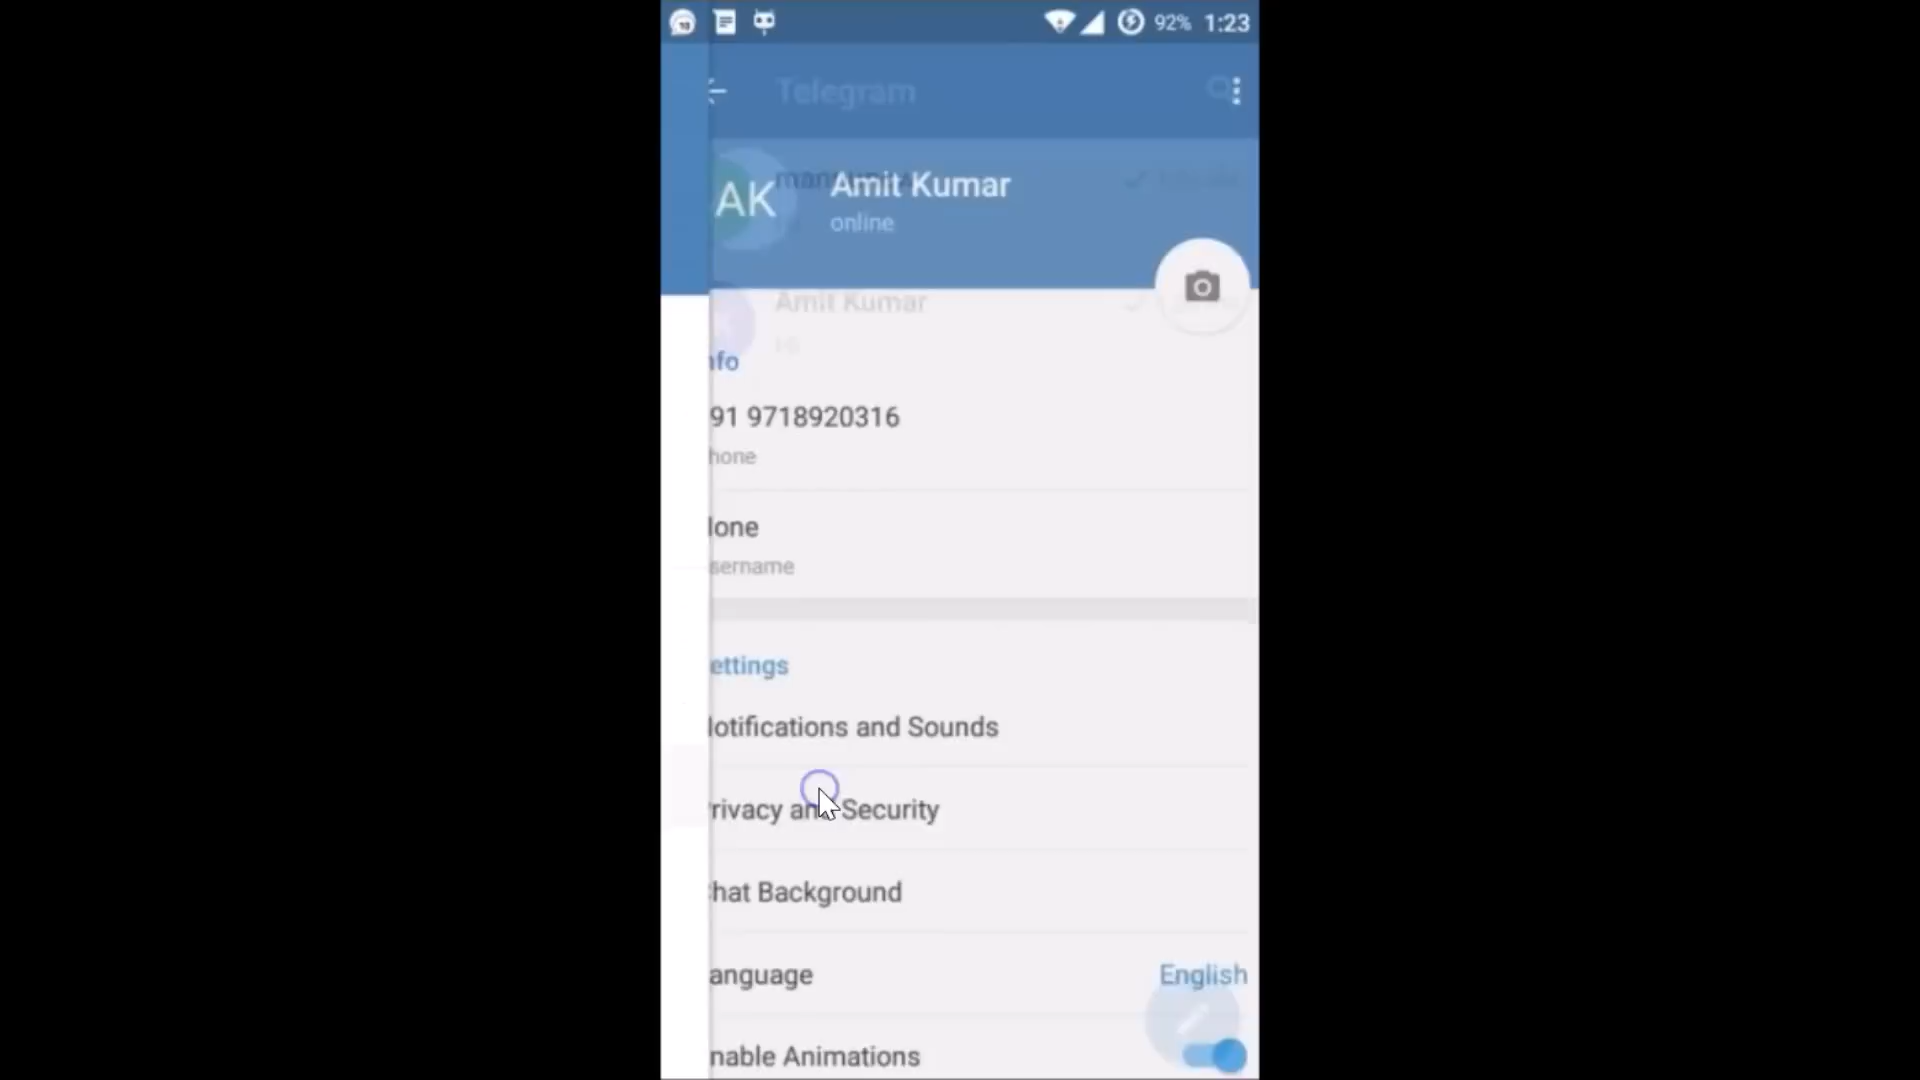 92% 1:23
Telegram
AK Amit Kumar
online
Amit Kumar
nfo
91 9718920316
hone
lone
sername
ettings
lotifications and Sounds
rivacy and Security
hat Background
anguage English
nable Animations